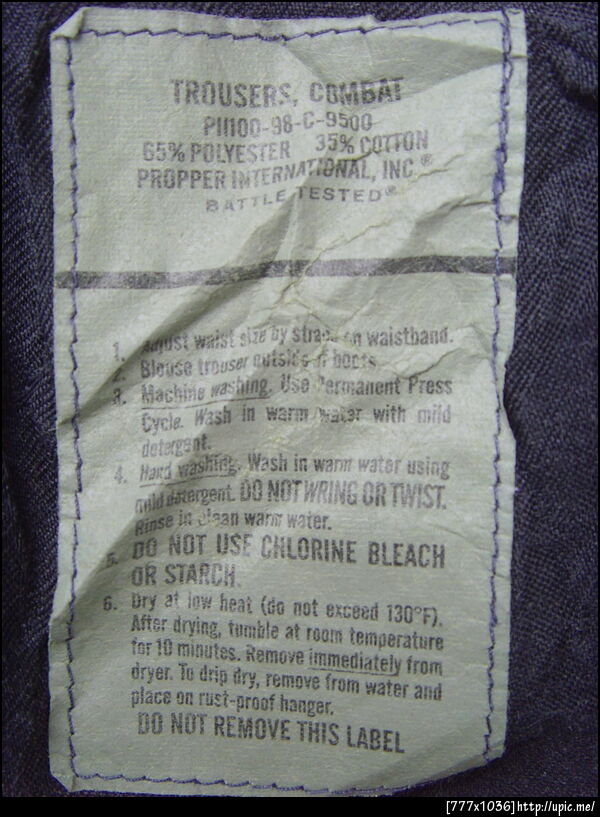 TROUSERS, COMBAT
P11100-98-C-9500
65% POLYESTER 35% COTTON
PROPPER INTERNATIONAL, INC ®
BATTLE TESTED®
1. Adjust waist size by straps on waistband.
2. Blouse trouser outside of boots
3. Machine washing. Use Permanent Press
Cycle. Wash in warm water with mild
detergent.
4. Hand washing. Wash in warm water using
mild detergent. DO NOT WRING OR TWIST.
Rinse in clean warm water.
5. DO NOT USE CHLORINE BLEACH
OR STARCH.
6. Dry at low heat (do not exceed 130°F).
After drying, tumble at room temperature
for 10 minutes. Remove immediately from
dryer. To drip dry, remove from water and
place on rust-proof hanger.
DO NOT REMOVE THIS LABEL
[777x1036]http://upic.me/